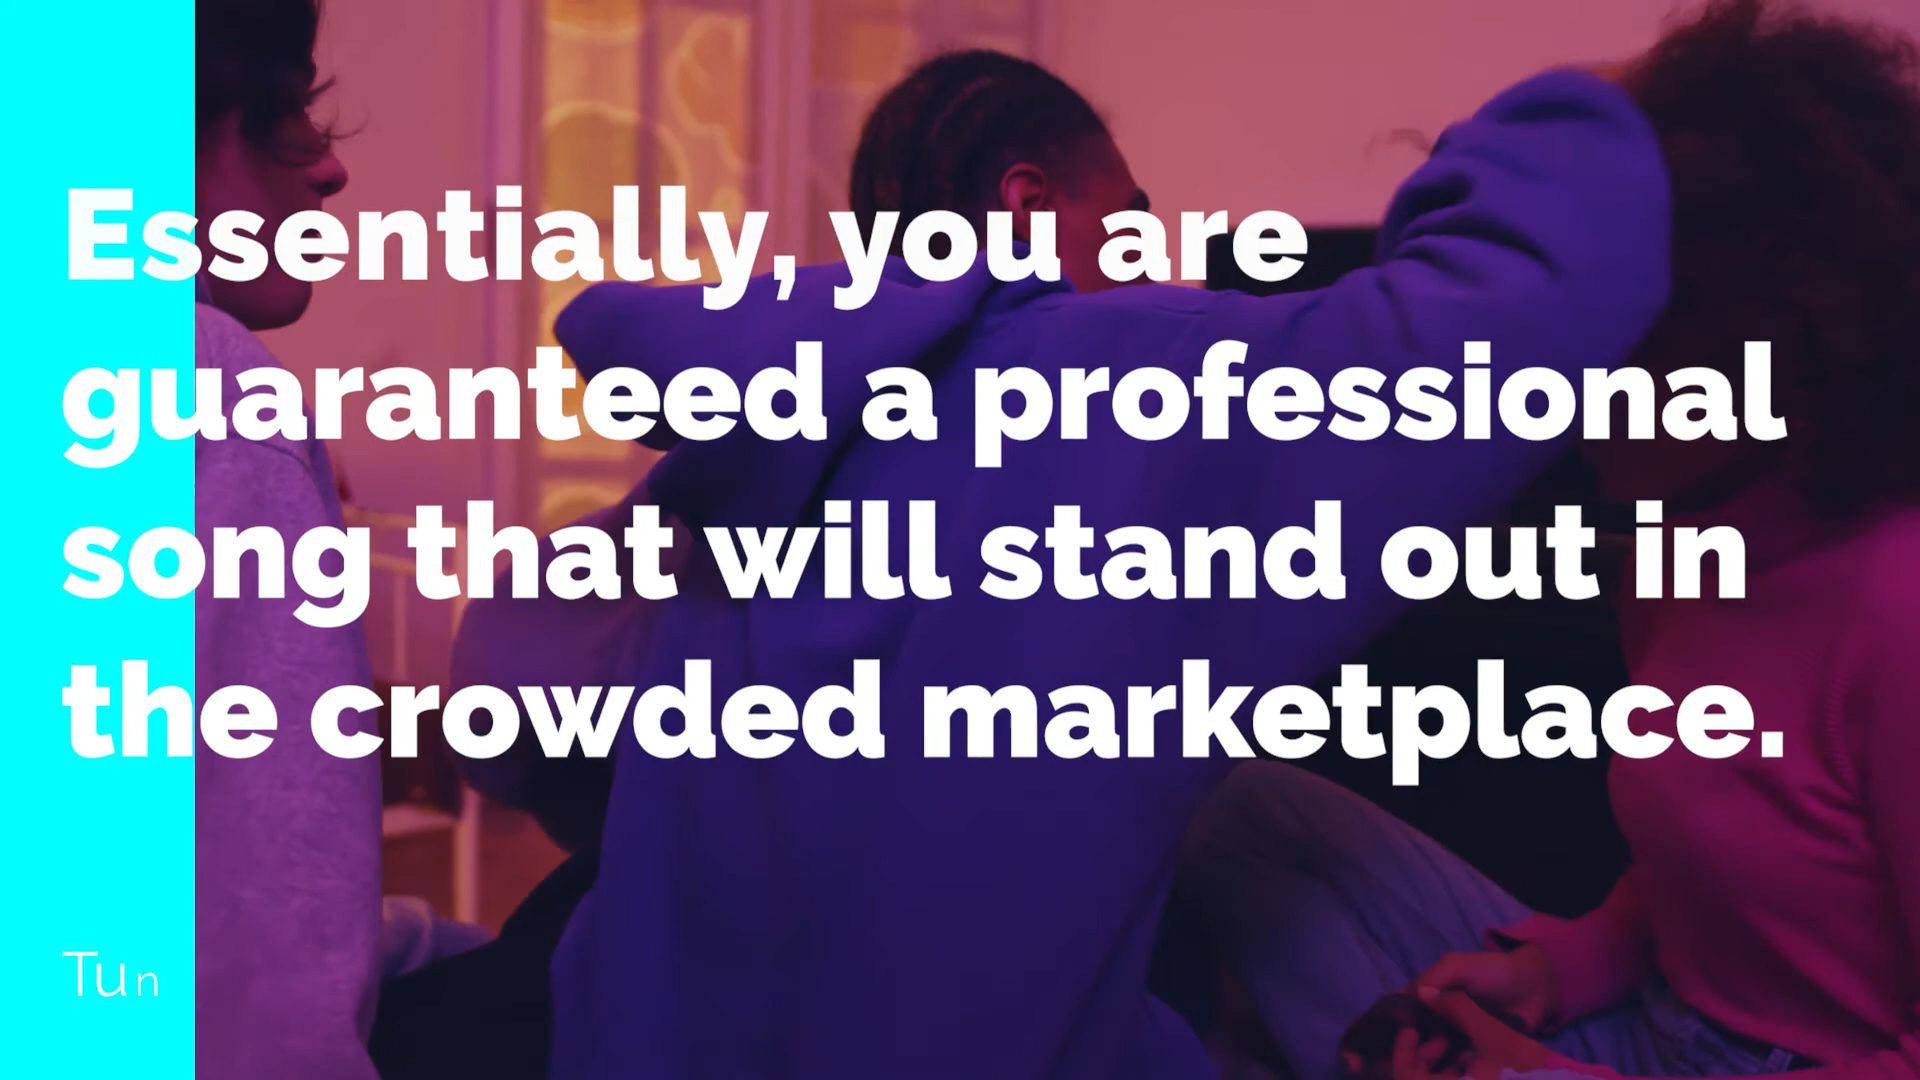 Essentially, you are
guaranteed a professional
song that will stand out in
the crowded marketplace.
Tun